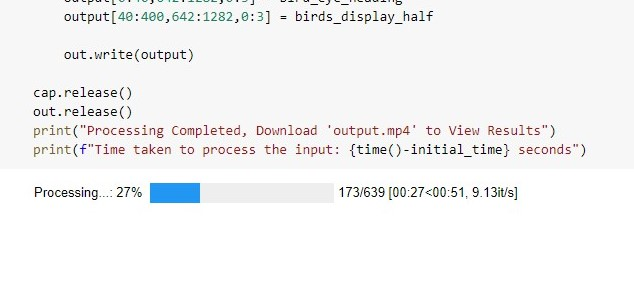 output[40:400,642:1282,0:3] = birds_display_half
out.write(output)
cap.release()
out.release()
print("Processing Completed, Download 'output.mp4' to View Results")
print(f"Time taken to process the input: {time()-initial_time} seconds")
Processing...: 27% 173/639 [00:27<00:51, 9.13it/s]